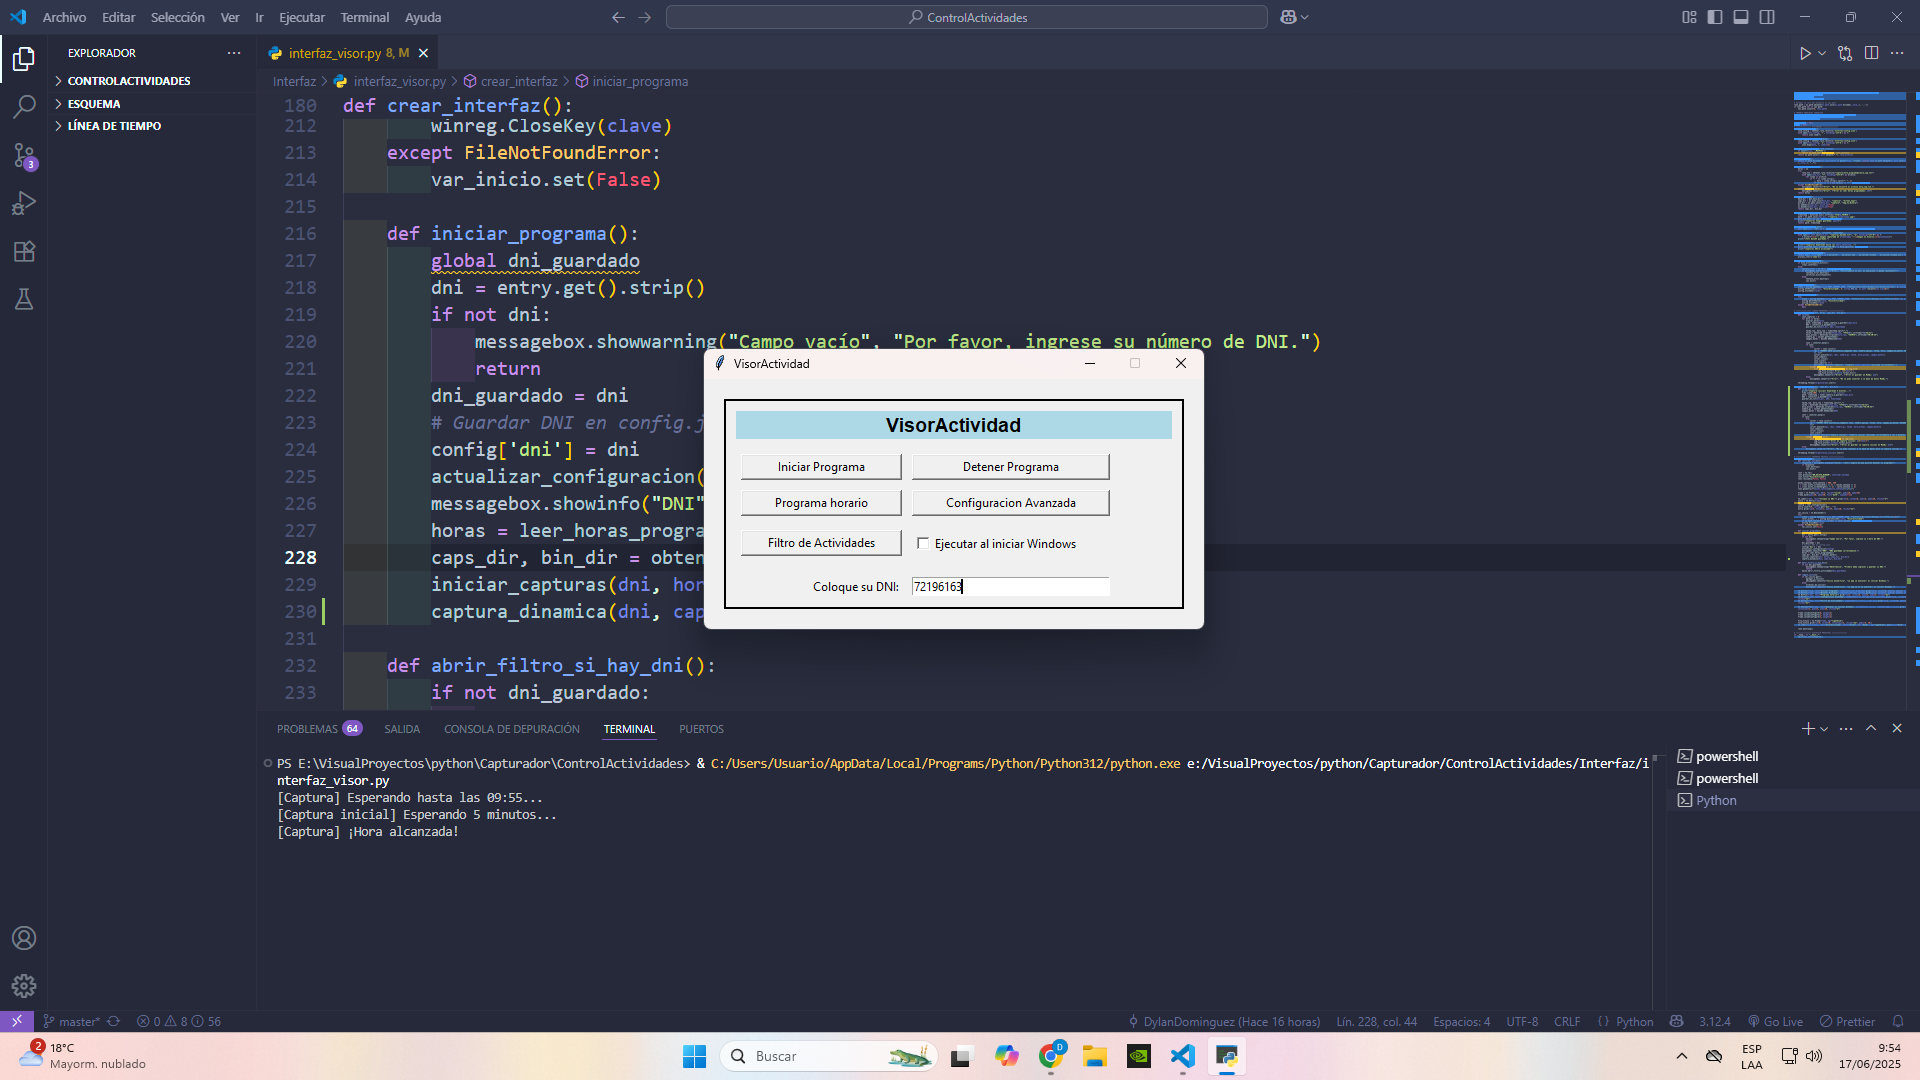 Archivo Editar Selección Ver Ir Ejecutar Terminal Ayuda
ControlActividades
EXPLORADOR
CONTROLACTIVIDADES
ESQUEMA
LÍNEA DE TIEMPO
3
interfaz_visor.py 8, M
Interfaz > interfaz_visor.py > crear_interfaz > iniciar_programa
180 def crear_interfaz():
212 winreg.CloseKey(clave)
213 except FileNotFoundError:
214 var_inicio.set(False)
215
216 def iniciar_programa():
217 global dni_guardado
218 dni = entry.get().strip()
219 if not dni:
220 messagebox.showwarning("Campo vacío", "Por favor, ingrese su número de DNI.")
221 return
222 dni_guardado = dni
223 # Guardar DNI en config.j
224 config['dni'] = dni
225 actualizar_configuracion(
226 messagebox.showinfo("DNI"
227 horas = leer_horas_progra
228 caps_dir, bin_dir = obten
229 iniciar_capturas(dni, hor
230 captura_dinamica(dni, cap
231
232 def abrir_filtro_si_hay_dni():
233 if not dni_guardado:
VisorActividad
VisorActividad
Iniciar Programa Detener Programa
Programa horario Configuracion Avanzada
Filtro de Actividades Ejecutar al iniciar Windows
Coloque su DNI: 72196163
PROBLEMAS 64 SALIDA CONSOLA DE DEPURACIÓN TERMINAL PUERTOS
PS E:\VisualProyectos\python\Capturador\ControlActividades> & C:/Users/Usuario/AppData/Local/Programs/Python/Python312/python.exe e:/VisualProyectos/python/Capturador/ControlActividades/Interfaz/i
nterfaz_visor.py
[Captura] Esperando hasta las 09:55...
[Captura inicial] Esperando 5 minutos...
[Captura] ¡Hora alcanzada!
powershell
powershell
Python
master* 0 8 56 DylanDominguez (Hace 16 horas) Lín. 228, col. 44 Espacios: 4 UTF-8 CRLF { } Python 3.12.4 Go Live Prettier
2
18°C
Mayorm. nublado
Buscar
D
ESP
LAA
9:54
17/06/2025